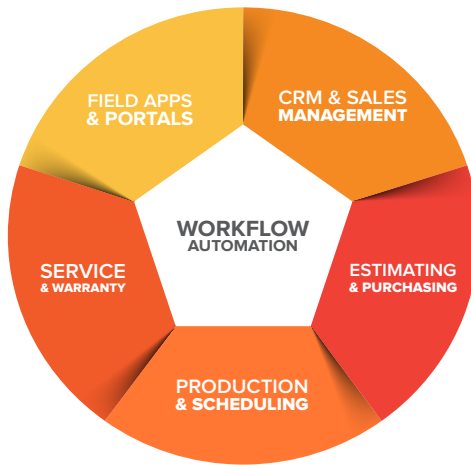 FIELD APPS
& PORTALS
CRM & SALES
MANAGEMENT
WORKFLOW
AUTOMATION
SERVICE
& WARRANTY
ESTIMATING
& PURCHASING
PRODUCTION
& SCHEDULING